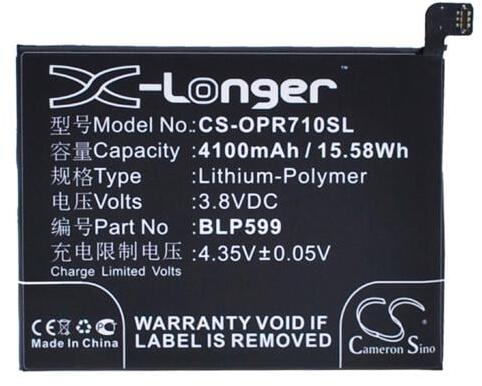 X-Longer™
型号Model No.:CS-OPR710SL
容量Capacity: 4100mAh / 15.58Wh
规格Type: Lithium-Polymer
电压Volts: 3.8VDC
编号Part No: BLP599
充电限制电压: 4.35V±0.05V
Charge Limited Volts
CE
Made In China
WARNING:VOID WARRANTY IF
LABEL IS REMOVED
CS
Cameron Sino